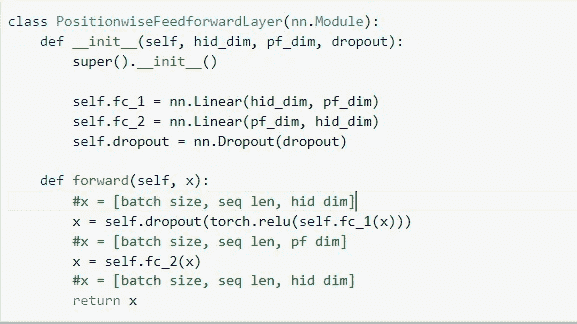 class PositionwiseFeedforwardLayer(nn.Module):
    def __init__(self, hid_dim, pf_dim, dropout):
        super().__init__()
        self.fc_1 = nn.Linear(hid_dim, pf_dim)
        self.fc_2 = nn.Linear(pf_dim, hid_dim)
        self.dropout = nn.Dropout(dropout)
    def forward(self, x):
        #x = [batch size, seq len, hid dim]
        x = self.dropout(torch.relu(self.fc_1(x)))
        #x = [batch size, seq len, pf dim]
        x = self.fc_2(x)
        #x = [batch size, seq len, hid dim]
        return x